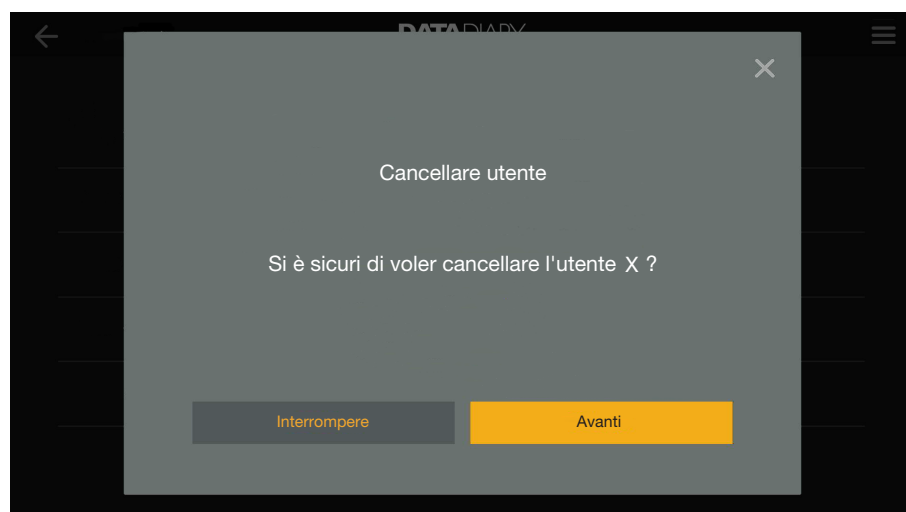 DATADIARY
Cancellare utente
Si è sicuri di voler cancellare l'utente X ?
Interrompere
Avanti